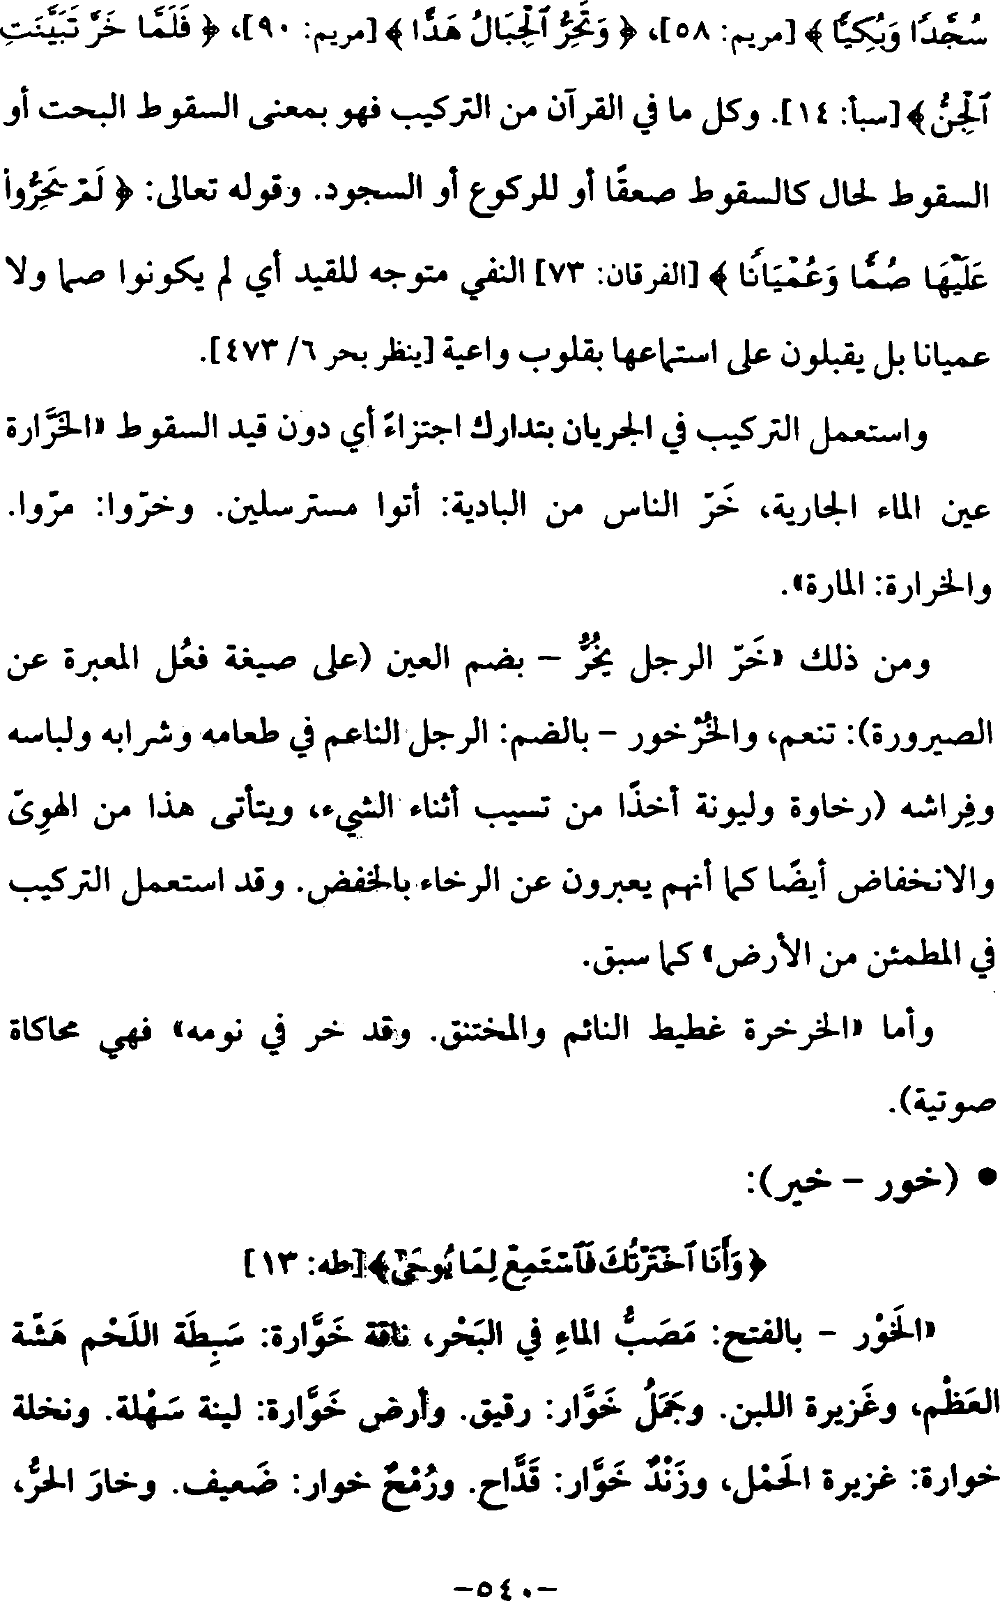 سُجَّدًا وَبُكِيًّا ﴾ [مريم: ٥٨]، ﴿ وَتَخِرُّ ٱلْجِبَالُ هَدًّا ﴾ [مريم: ٩٠]، ﴿ فَلَمَّا خَرَّ تَبَيَّنَتِ
ٱلْجِنُّ ﴾ [سبأ: ١٤]. وكل ما في القرآن من التركيب فهو بمعنى السقوط البحت أو
السقوط لحال كالسقوط صعقًا أو للركوع أو السجود. وقوله تعالى: ﴿ لَمْ يَخِرُّوا
عَلَيْهَا صُمًّا وَعُمْيَانًا ﴾ [الفرقان: ٧٣] النفي متوجه للقيد أي لم يكونوا صما ولا
عميانا بل يقبلون على استماعها بقلوب واعية [ينظر بحر ٦/ ٤٧٣].
واستعمل التركيب في الجريان بتدارك اجتزاءً أي دون قيد السقوط «الخَرَّارة
عين الماء الجارية، خَرّ الناس من البادية: أتوا مسترسلين. وخرّوا: مرّوا.
والخرارة: المارة».
ومن ذلك «خَرّ الرجل يخُرُّ – بضم العين (على صيغة فعُل المعبرة عن
الصيرورة): تنعم، والخُرْخور – بالضم: الرجل الناعم في طعامه وشرابه ولباسه
وفِراشه (رخاوة وليونة أخذًا من تسيب أثناء الشيء، ويتأتى هذا من الهوِىّ
والانخفاض أيضًا كما أنهم يعبرون عن الرخاء بالخفض. وقد استعمل التركيب
في المطمئن من الأرض» كما سبق.
وأما «الخرخرة غطيط النائم والمختنق. وقد خر في نومه» فهي محاكاة
صوتية).
● (خور – خير):
﴿ وَأَنَا ٱخْتَرْتُكَ فَٱسْتَمِعْ لِمَا يُوحَىٰٓ ﴾ [طه: ١٣]
«الخَوْر – بالفتح: مَصَبُّ الماءِ في البَحْر، ناقة خَوَّارة: سَبِطَة اللَحْم هَشّة
العَظْم، وغَزيرة اللبن. وجَمَلُ خَوَّار: رقيق. وأرض خَوَّارة: لينة سَهْلة. ونخلة
خوارة: غزيرة الحَمْل، وزَنْدٌ خَوَّار: قَدَّاح. ورُمْحٌ خوار: ضَعيف. وخارَ الحرُّ،
-٥٤٠-